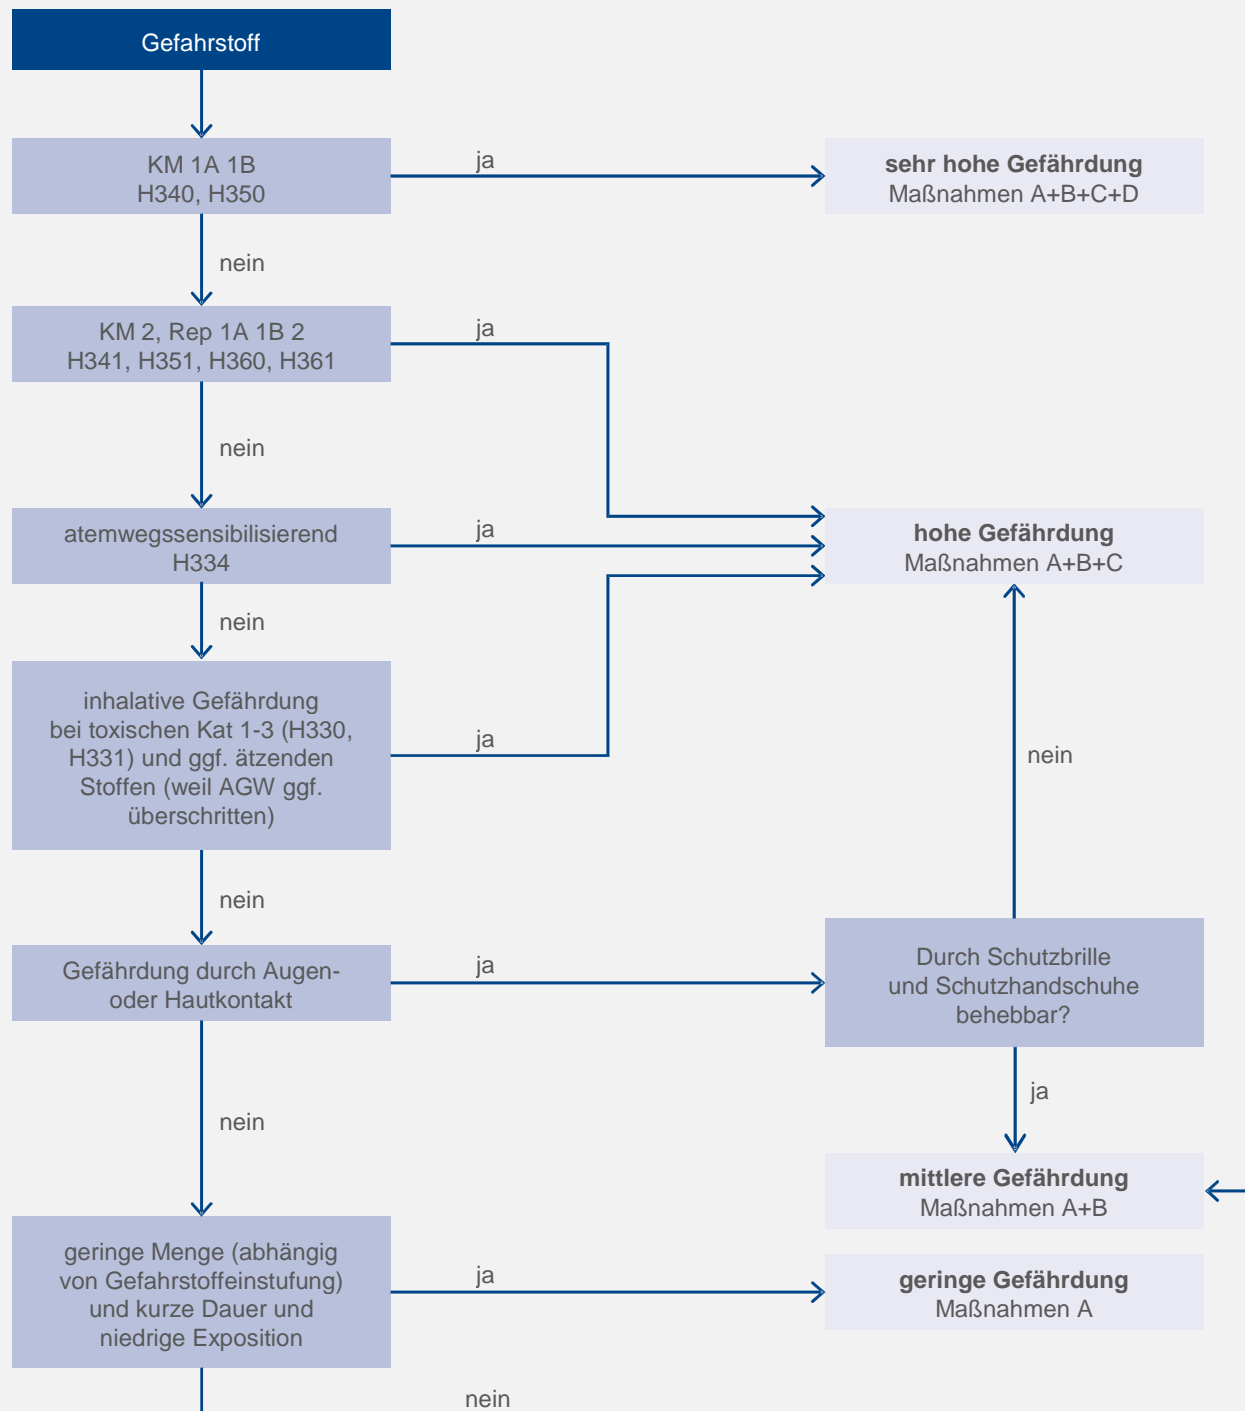 Gefahrstoff
KM 1A 1B
H340, H350
ja
sehr hohe Gefährdung
Maßnahmen A+B+C+D
nein
KM 2, Rep 1A 1B 2
H341, H351, H360, H361
ja
nein
atemwegssensibilisierend
H334
ja
hohe Gefährdung
Maßnahmen A+B+C
nein
inhalative Gefährdung
bei toxischen Kat 1-3 (H330,
H331) und ggf. ätzenden
Stoffen (weil AGW ggf.
überschritten)
ja
nein
nein
Gefährdung durch Augen-
oder Hautkontakt
ja
Durch Schutzbrille
und Schutzhandschuhe
behebbar?
ja
nein
mittlere Gefährdung
Maßnahmen A+B
geringe Menge (abhängig
von Gefahrstoffeinstufung)
und kurze Dauer und
niedrige Exposition
ja
geringe Gefährdung
Maßnahmen A
nein